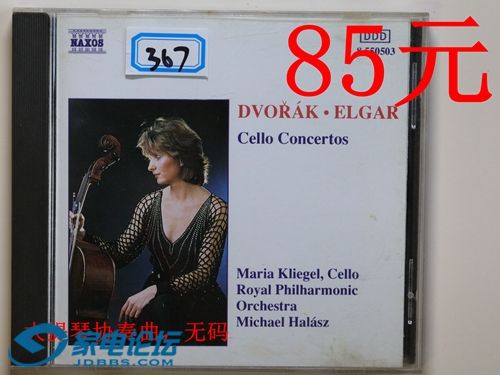 NAXOS
367
85元
DDD
8.550503
DVOŘÁK · ELGAR
Cello Concertos
Maria Kliegel, Cello
Royal Philharmonic
Orchestra
Michael Halász
大提琴协奏曲 无码
家电论坛
JDBBS.COM